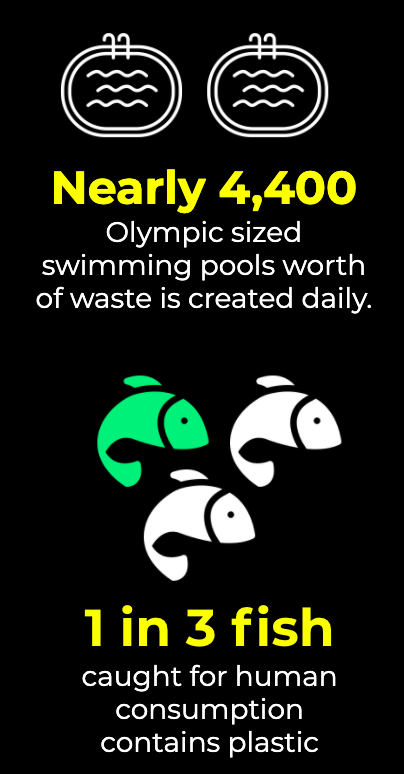 Nearly 4,400
Olympic sized
swimming pools worth
of waste is created daily.
1 in 3 fish
caught for human
consumption
contains plastic